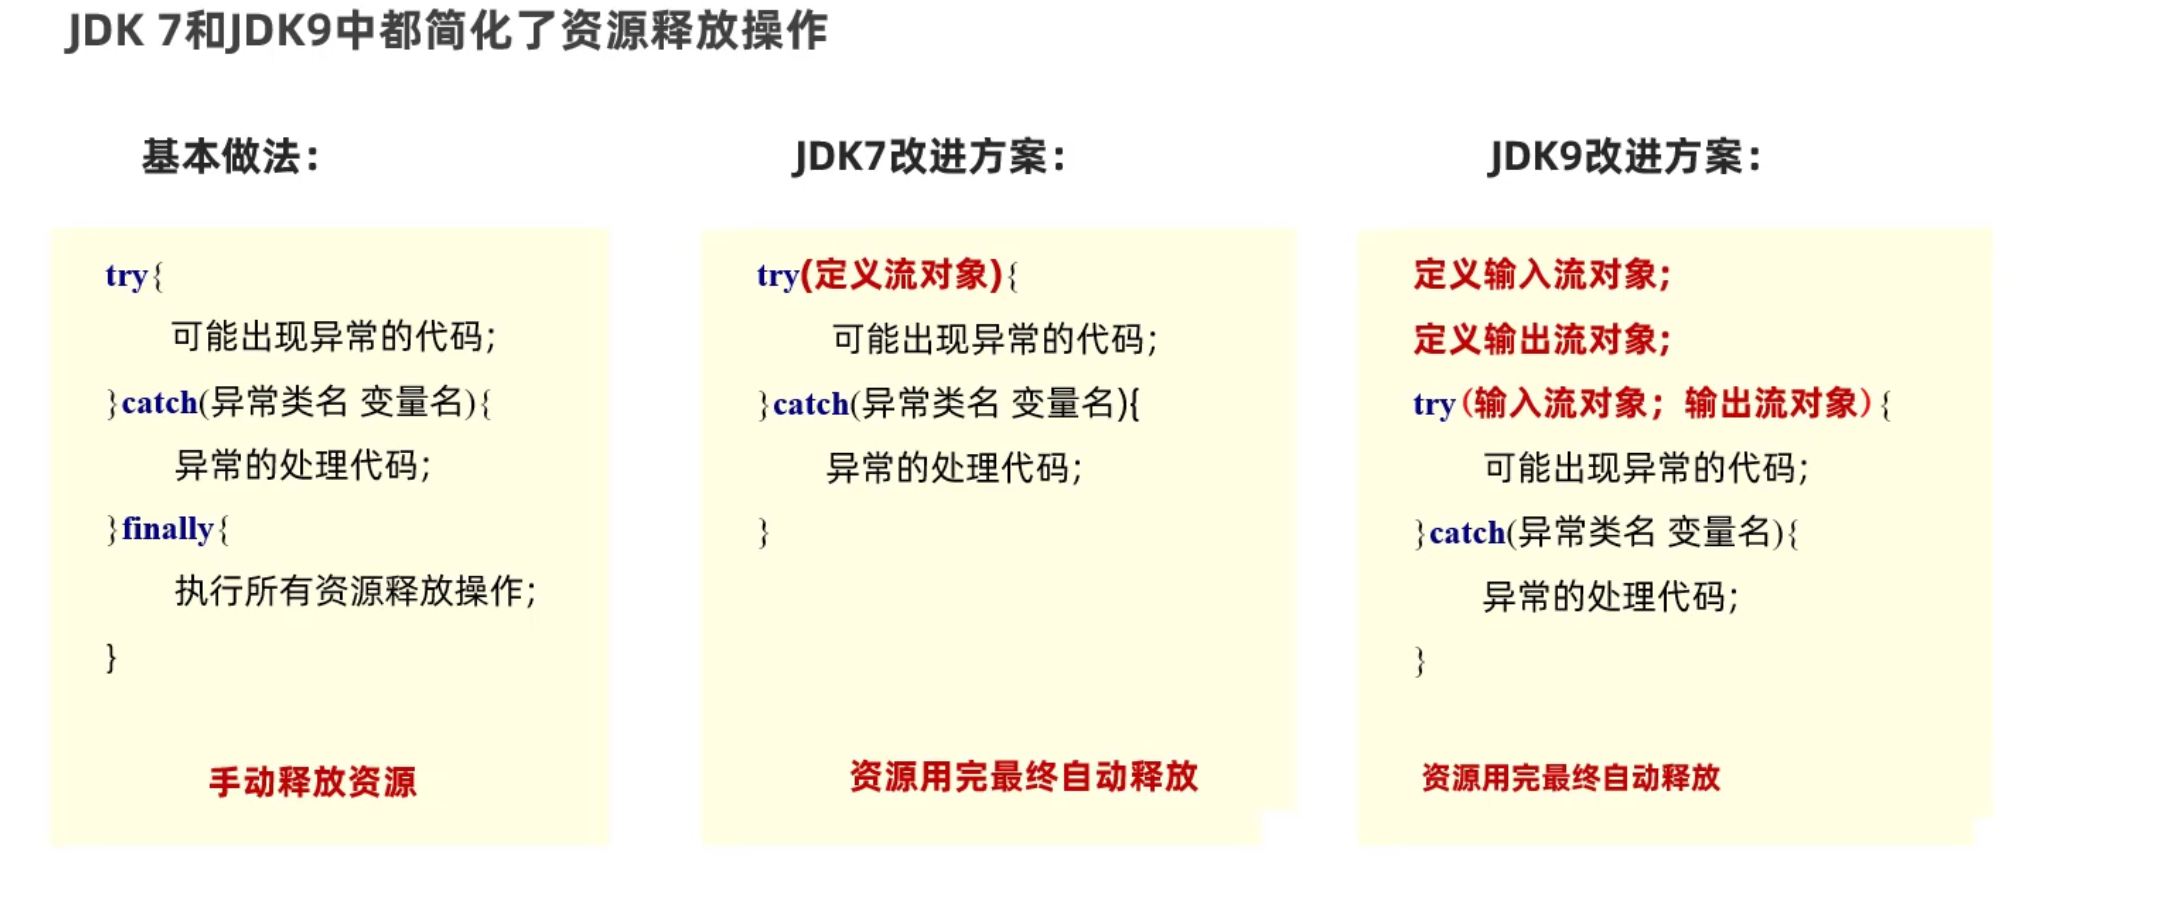 JDK 7和JDK9中都简化了资源释放操作
基本做法：
try{
可能出现异常的代码;
}catch(异常类名 变量名){
异常的处理代码;
}finally{
执行所有资源释放操作;
}
手动释放资源
JDK7改进方案：
try(定义流对象){
可能出现异常的代码;
}catch(异常类名 变量名){
异常的处理代码;
}
资源用完最终自动释放
JDK9改进方案：
定义输入流对象;
定义输出流对象;
try(输入流对象；输出流对象){
可能出现异常的代码;
}catch(异常类名 变量名){
异常的处理代码;
}
资源用完最终自动释放